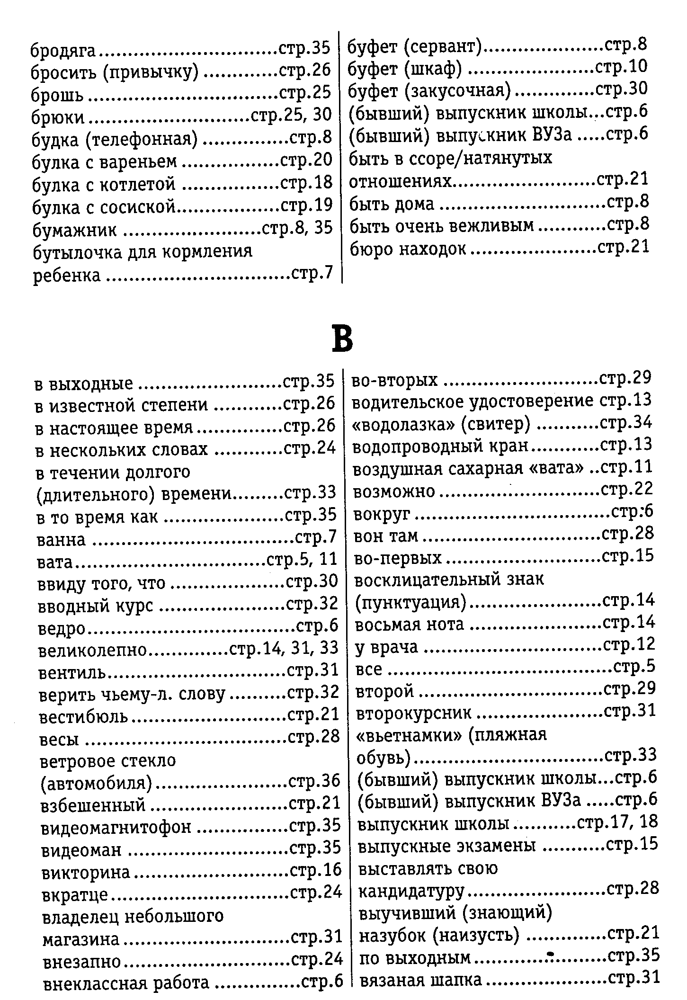 бродяга...............................стр.35
бросить (привычку) .............стр.26
брошь .................................стр.25
брюки ............................стр.25, 30
будка (телефонная) ...............стр.8
булка с вареньем .................стр.20
булка с котлетой .................стр.18
булка с сосиской..................стр.19
бумажник ........................стр.8, 35
бутылочка для кормления
ребенка ................................стр.7
буфет (сервант).....................стр.8
буфет (шкаф) ......................стр.10
буфет (закусочная)..............стр.30
(бывший) выпускник школы...стр.6
(бывший) выпускник ВУЗа .....стр.6
быть в ссоре/натянутых
отношениях.........................стр.21
быть дома .............................стр.8
быть очень вежливым ............стр.8
бюро находок ......................стр.21
В
в выходные .........................стр.35
в известной степени ............стр.26
в настоящее время ...............стр.26
в нескольких словах ............стр.24
в течении долгого
(длительного) времени.........стр.33
в то время как .....................стр.35
ванна ...................................стр.7
вата.................................стр.5, 11
ввиду того, что ....................стр.30
вводный курс ......................стр.32
ведро....................................стр.6
великолепно..............стр.14, 31, 33
вентиль...............................стр.31
верить чьему-л. слову ..........стр.32
вестибюль...........................стр.21
весы ...................................стр.28
ветровое стекло
(автомобиля).......................стр.36
взбешенный ........................стр.21
видеомагнитофон ................стр.35
видеоман ............................стр.35
викторина...........................стр.16
вкратце...............................стр.24
владелец небольшого
магазина .............................стр.31
внезапно.............................стр.24
внеклассная работа ...............стр.6
во-вторых ...........................стр.29
водительское удостоверение стр.13
«водолазка» (свитер) ...........стр.34
водопроводный кран............стр.13
воздушная сахарная «вата» ..стр.11
возможно ............................стр.22
вокруг ..................................стр.6
вон там ...............................стр.28
во-первых ...........................стр.15
восклицательный знак
(пунктуация).......................стр.14
восьмая нота .......................стр.14
у врача ...............................стр.12
все .......................................стр.5
второй ................................стр.29
второкурсник ......................стр.31
«вьетнамки» (пляжная
обувь).................................стр.33
(бывший) выпускник школы...стр.6
(бывший) выпускник ВУЗа .....стр.6
выпускник школы ...........стр.17, 18
выпускные экзамены ...........стр.15
выставлять свою
кандидатуру........................стр.28
выучивший (знающий)
назубок (наизусть) ..............стр.21
по выходным.......................стр.35
вязаная шапка.....................стр.31